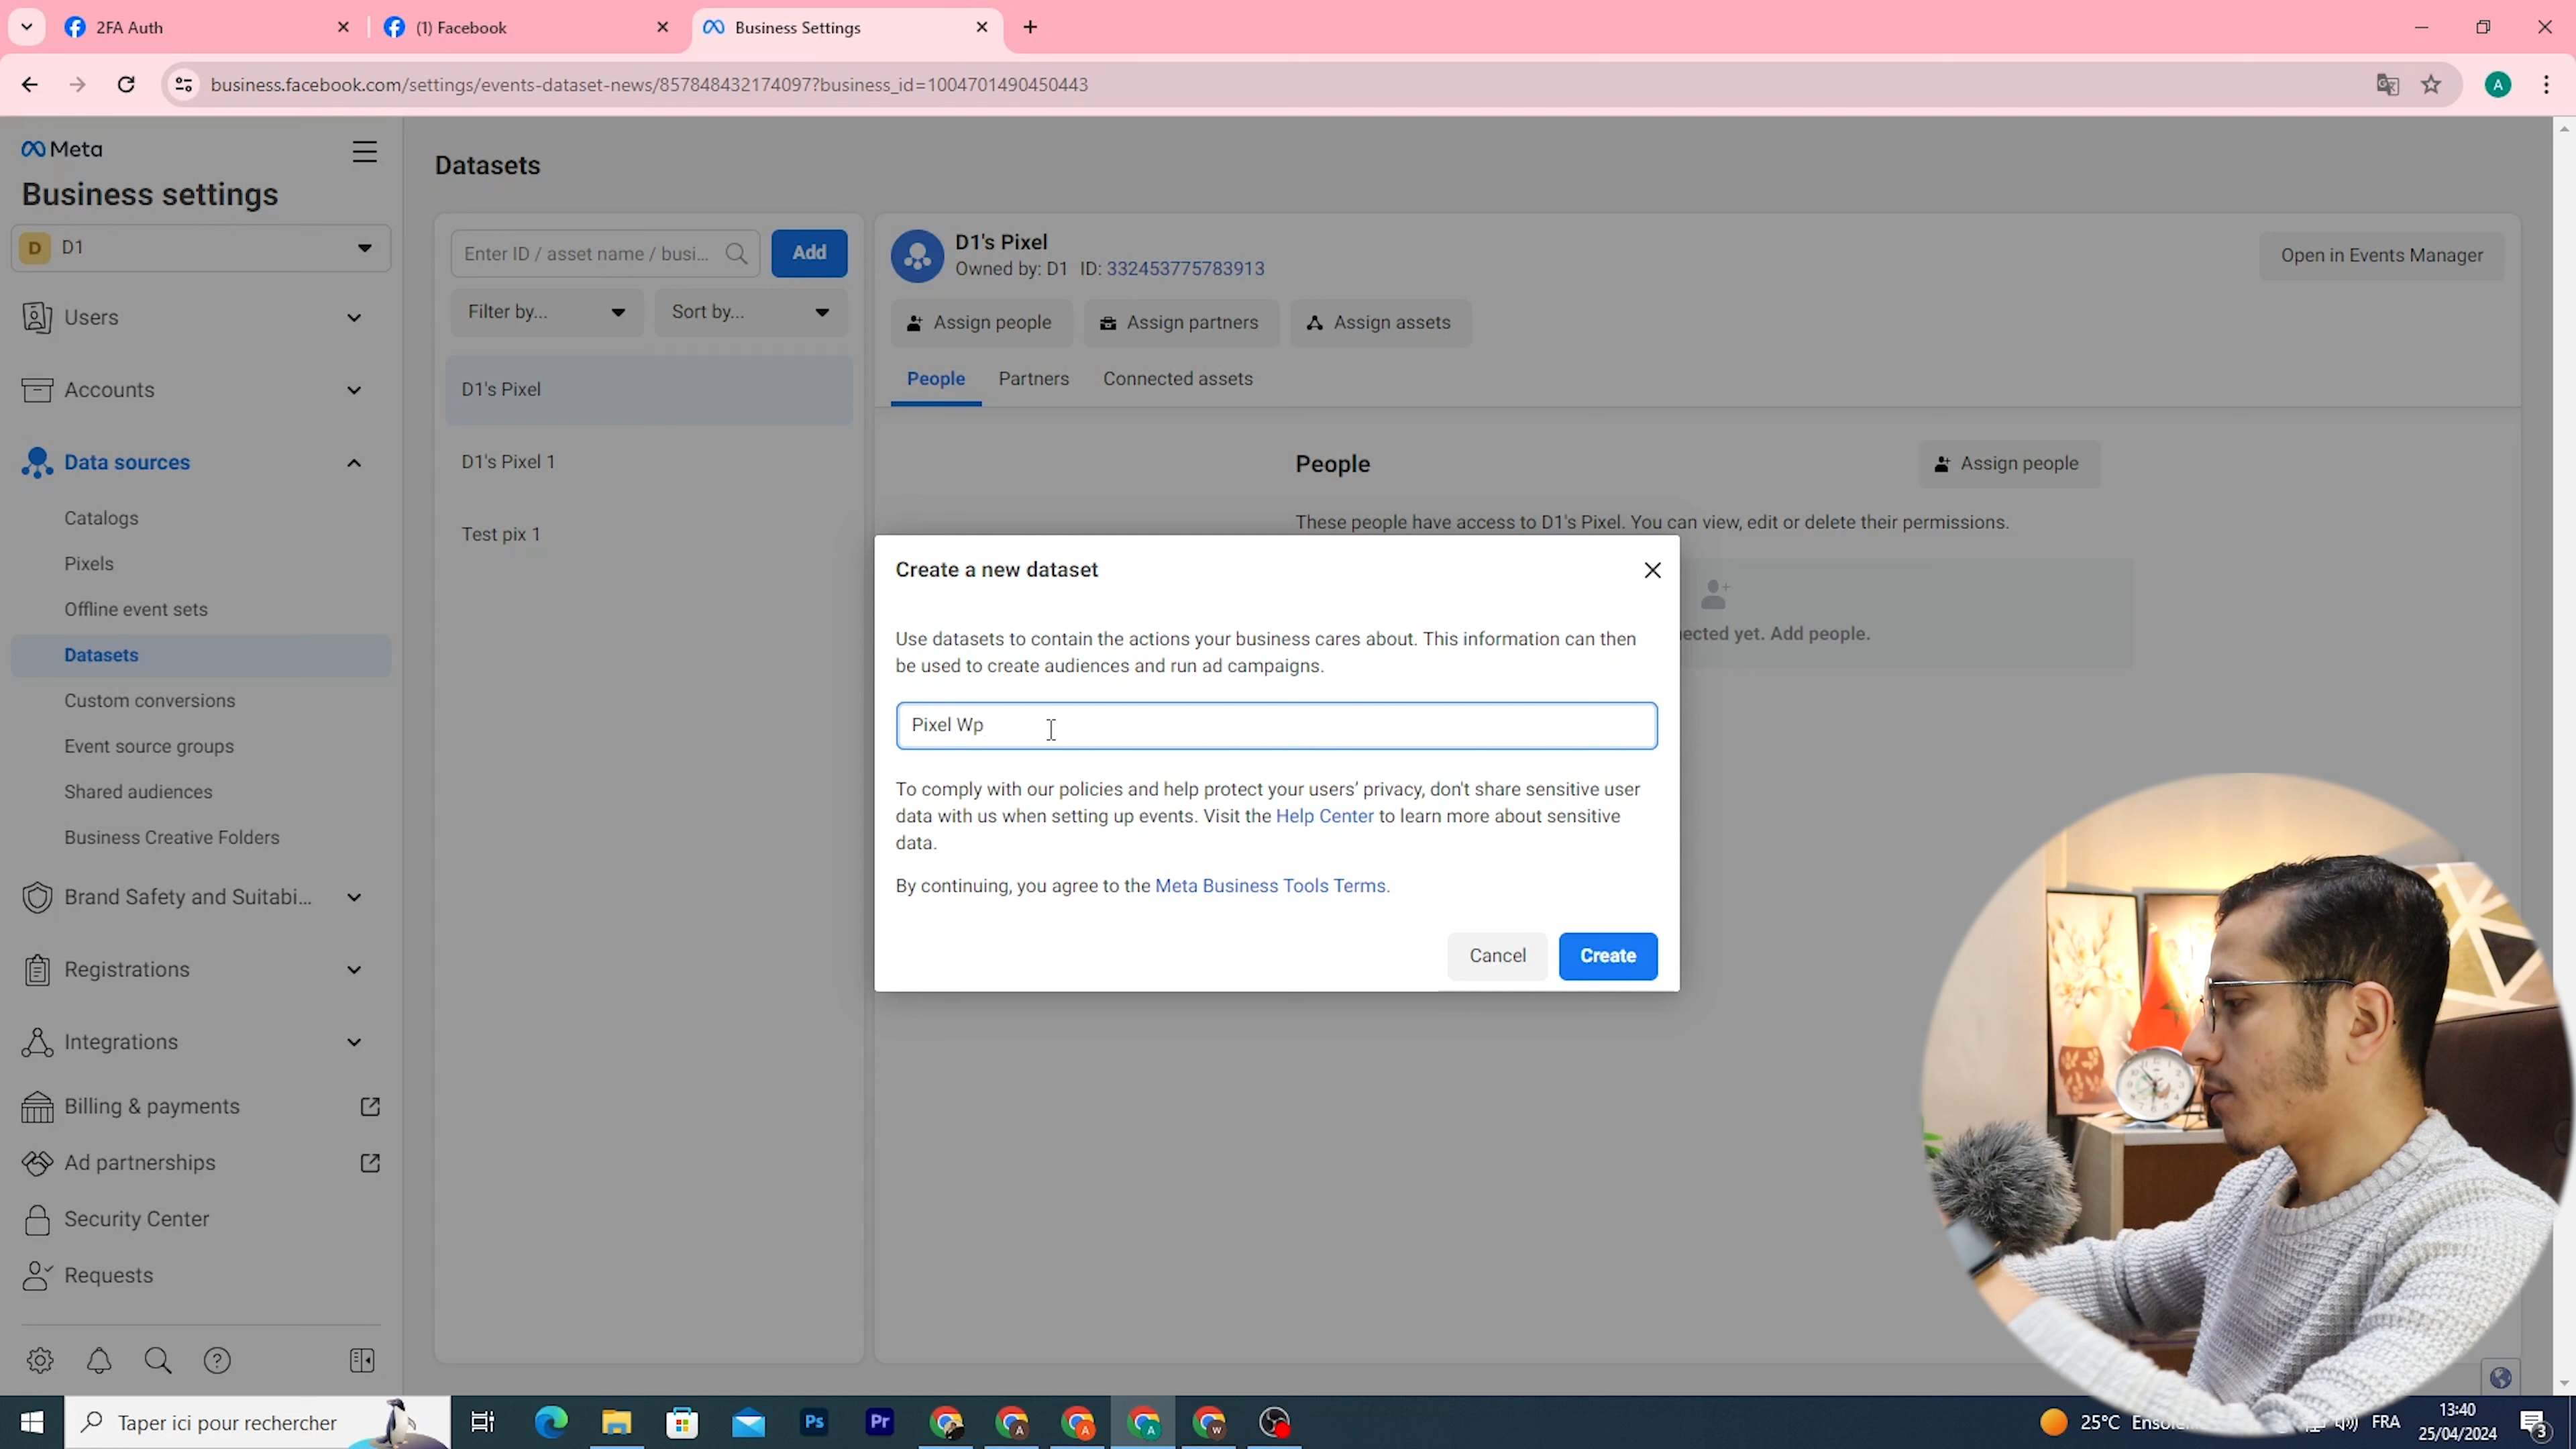 2FA Auth
(1) Facebook
Business Settings
business.facebook.com/settings/events-dataset-news/857848432174097?business_id=1004701490450443
A
Meta
Business settings
D
D1
Users
Accounts
Data sources
Catalogs
Pixels
Offline event sets
Datasets
Custom conversions
Event source groups
Shared audiences
Business Creative Folders
Brand Safety and Suitabi...
Registrations
Integrations
Billing & payments
Ad partnerships
Security Center
Requests
Datasets
Enter ID / asset name / busi...
Add
Filter by...
Sort by...
D1's Pixel
D1's Pixel 1
Test pix 1
D1's Pixel
Owned by: D1 ID: 332453775783913
Open in Events Manager
Assign people
Assign partners
Assign assets
People
Partners
Connected assets
People
Assign people
These people have access to D1's Pixel. You can view, edit or delete their permissions.
yet. Add people.
Create a new dataset
Use datasets to contain the actions your business cares about. This information can then
be used to create audiences and run ad campaigns.
Pixel Wp
To comply with our policies and help protect your users’ privacy, don't share sensitive user
data with us when setting up events. Visit the Help Center to learn more about sensitive
data.
By continuing, you agree to the Meta Business Tools Terms.
Cancel
Create
Taper ici pour rechercher
Ps
Pr
A
A
A
W
25°C
FRA
13:40
25/04/2024
3